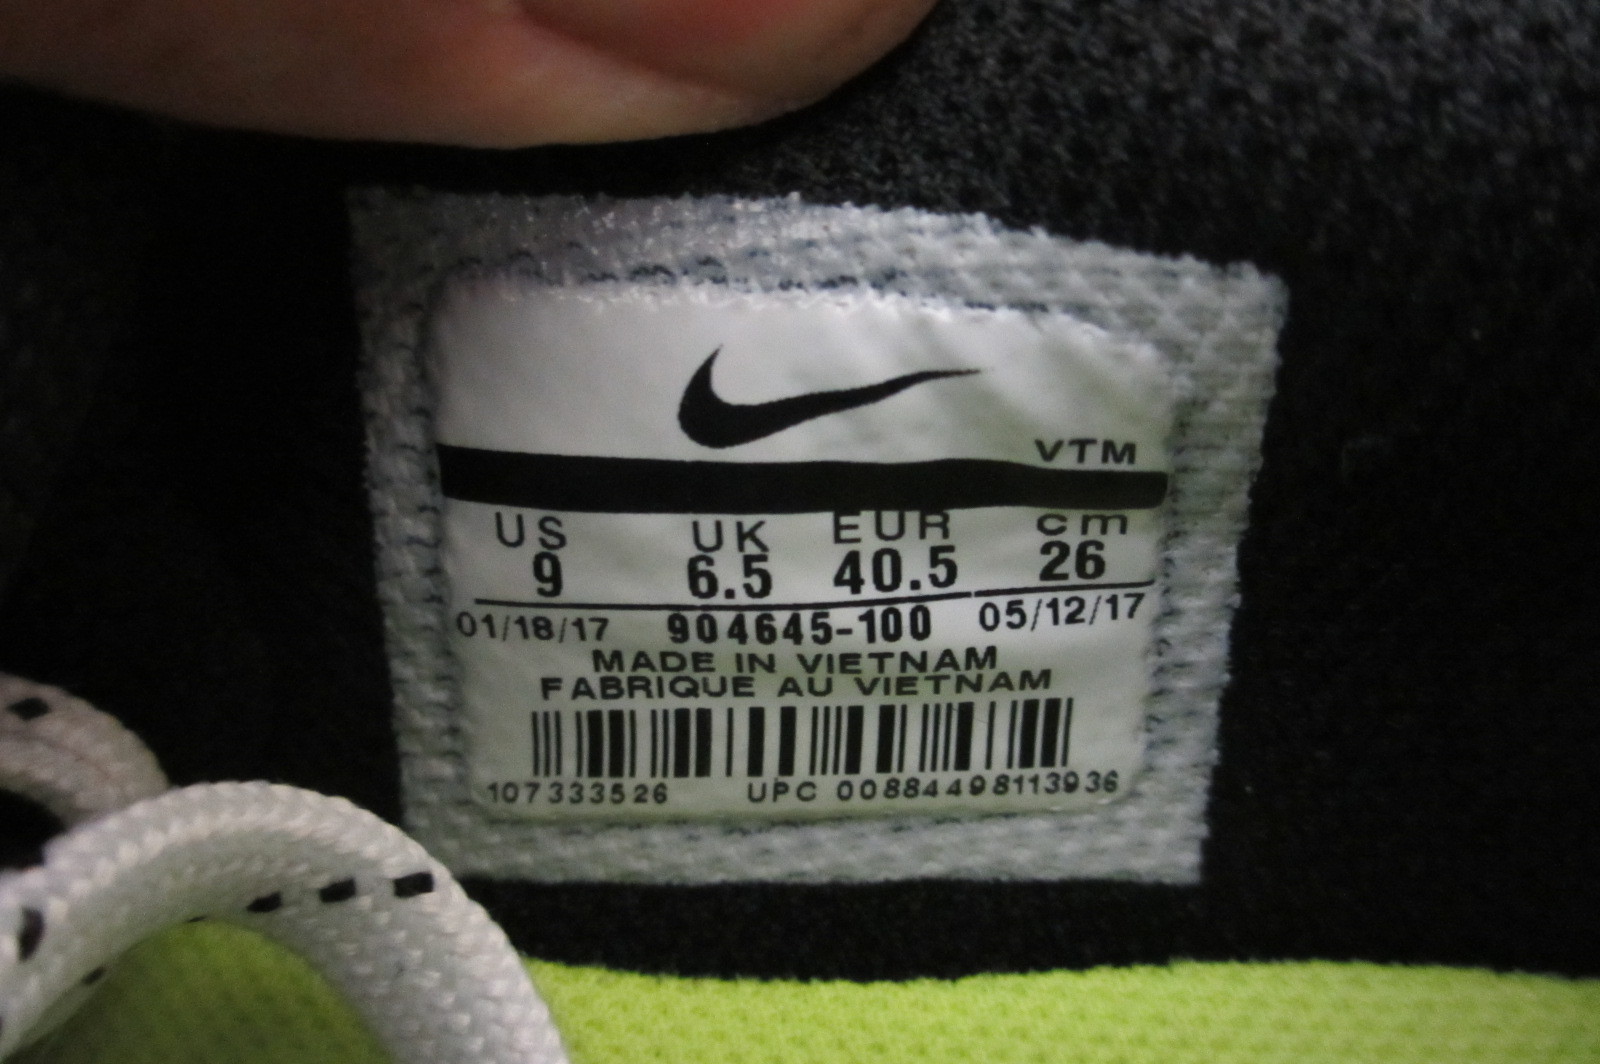 VTM
US UK EUR cm
9 6.5 40.5 26
01/18/17 904645-100 05/12/17
MADE IN VIETNAM
FABRIQUE AU VIETNAM
107333526 UPC 00884498113936